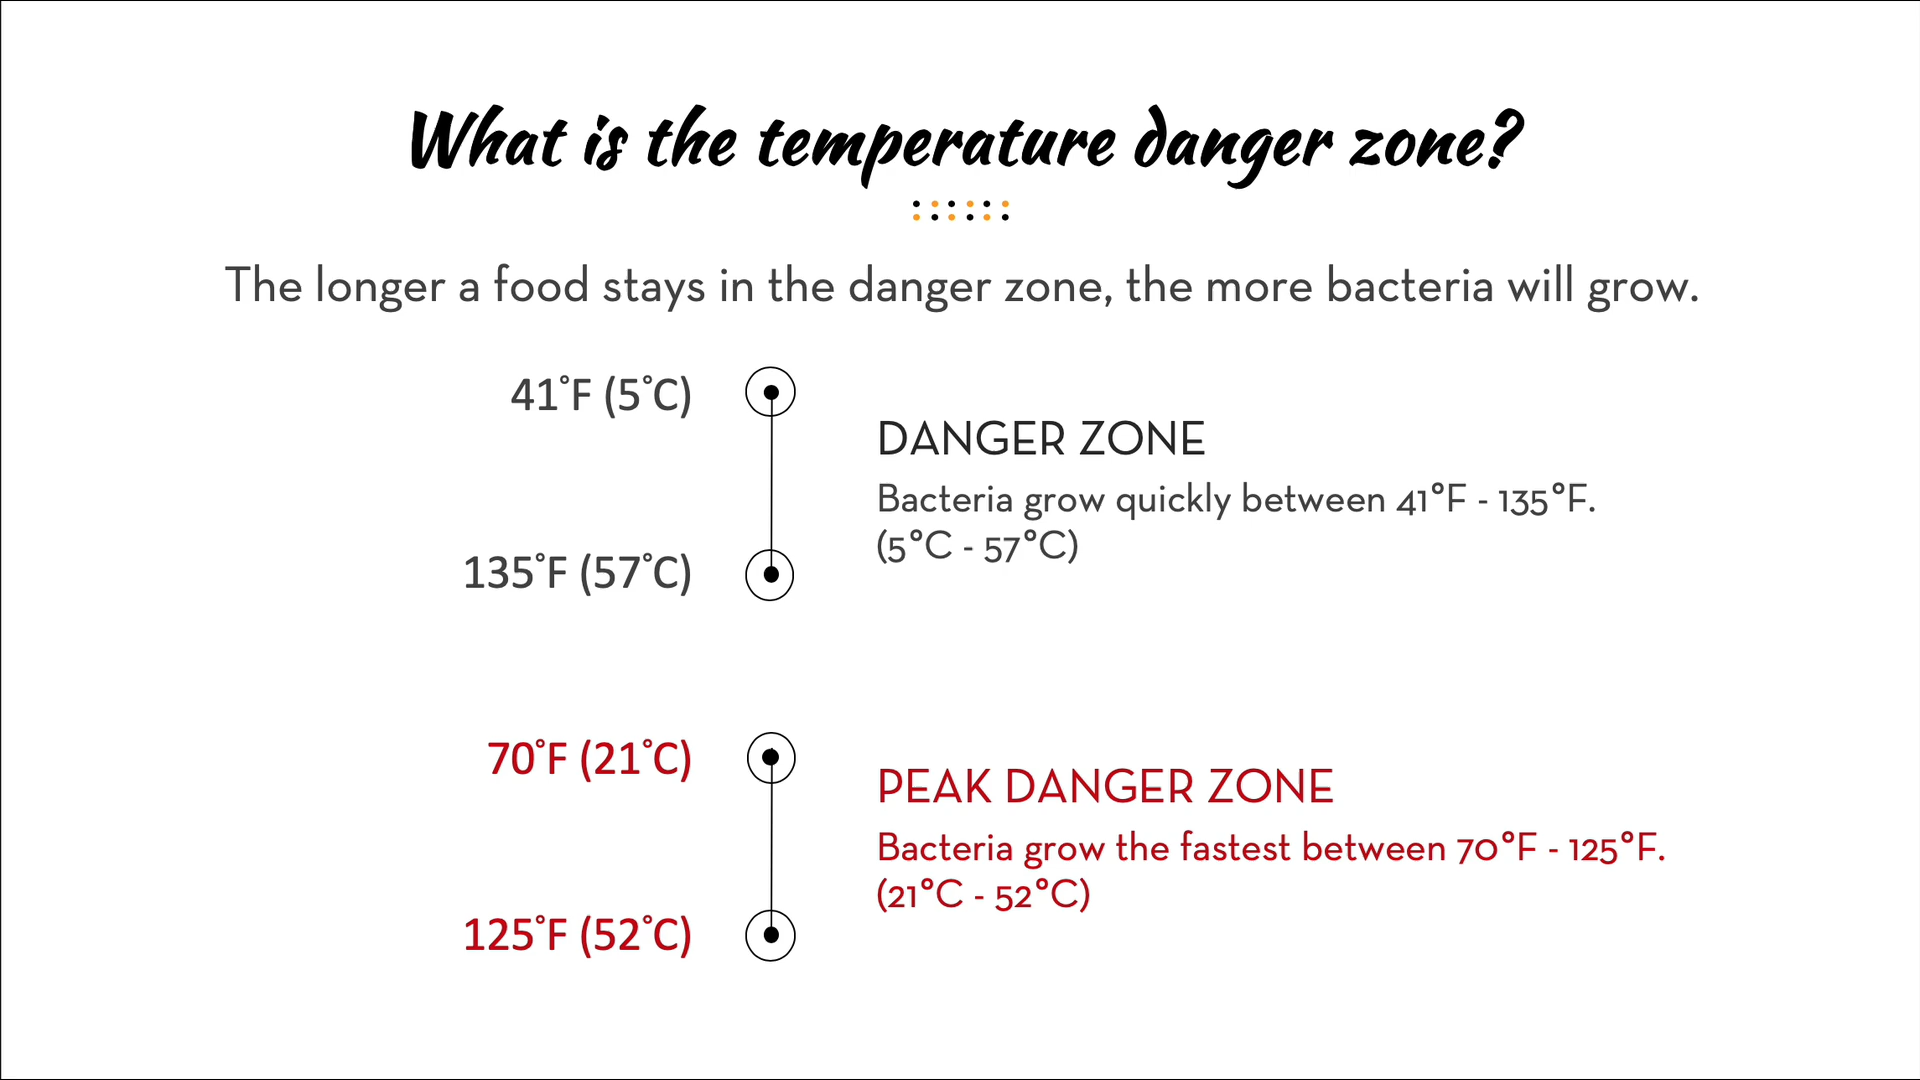 What is the temperature danger zone?
The longer a food stays in the danger zone, the more bacteria will grow.
41°F (5°C)
DANGER ZONE
Bacteria grow quickly between 41°F - 135°F.
(5°C - 57°C)
135°F (57°C)
70°F (21°C)
PEAK DANGER ZONE
Bacteria grow the fastest between 70°F - 125°F.
(21°C - 52°C)
125°F (52°C)